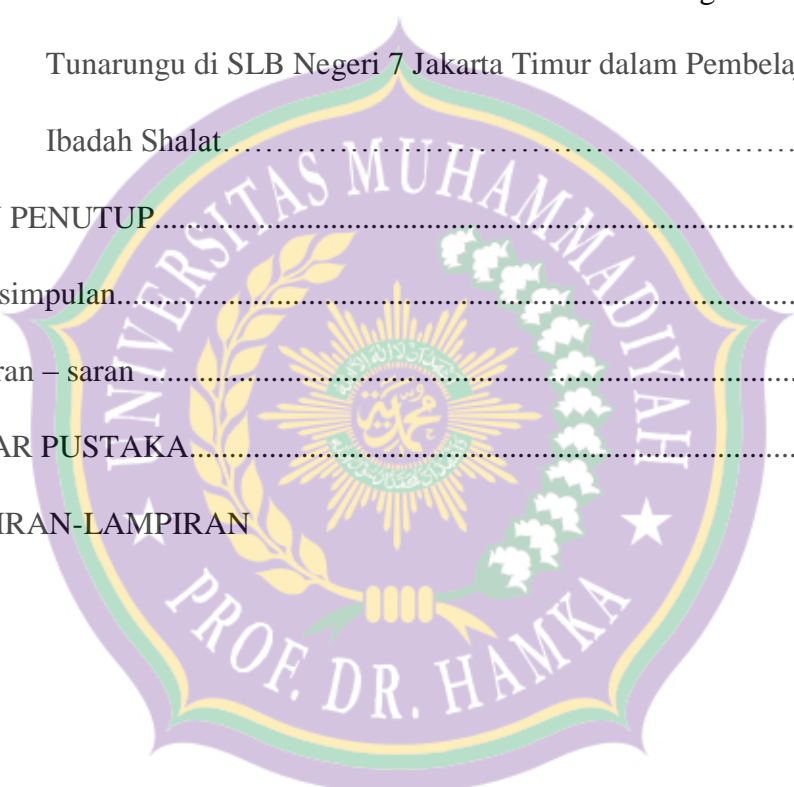 Tunarungu di SLB Negeri 7 Jakarta Timur dalam Pembela
Ibadah Shalat…………………………………………………
PENUTUP.....................................................................
simpulan..........................................................................
ran – saran .......................................................................
AR PUSTAKA................................................................
IRAN-LAMPIRAN
UNIVERSITAS MUHAMMADIYAH
PROF. DR. HAMKA
محمدية